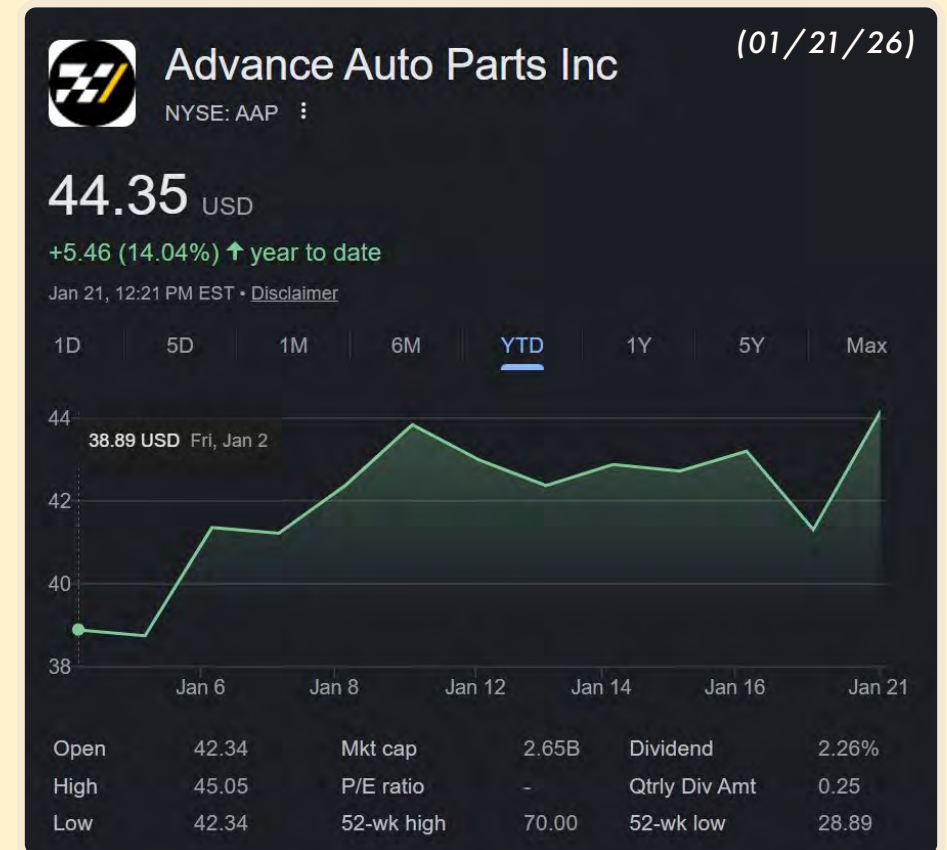 (01/21/26)
Advance Auto Parts Inc
NYSE: AAP
44.35 USD
+5.46 (14.04%) ↑ year to date
Jan 21, 12:21 PM EST • Disclaimer
1D 5D 1M 6M YTD 1Y 5Y Max
44
38.89 USD Fri, Jan 2
42
40
38
Jan 6 Jan 8 Jan 12 Jan 14 Jan 16 Jan 21
Open 42.34 Mkt cap 2.65B Dividend 2.26%
High 45.05 P/E ratio - Qtrly Div Amt 0.25
Low 42.34 52-wk high 70.00 52-wk low 28.89